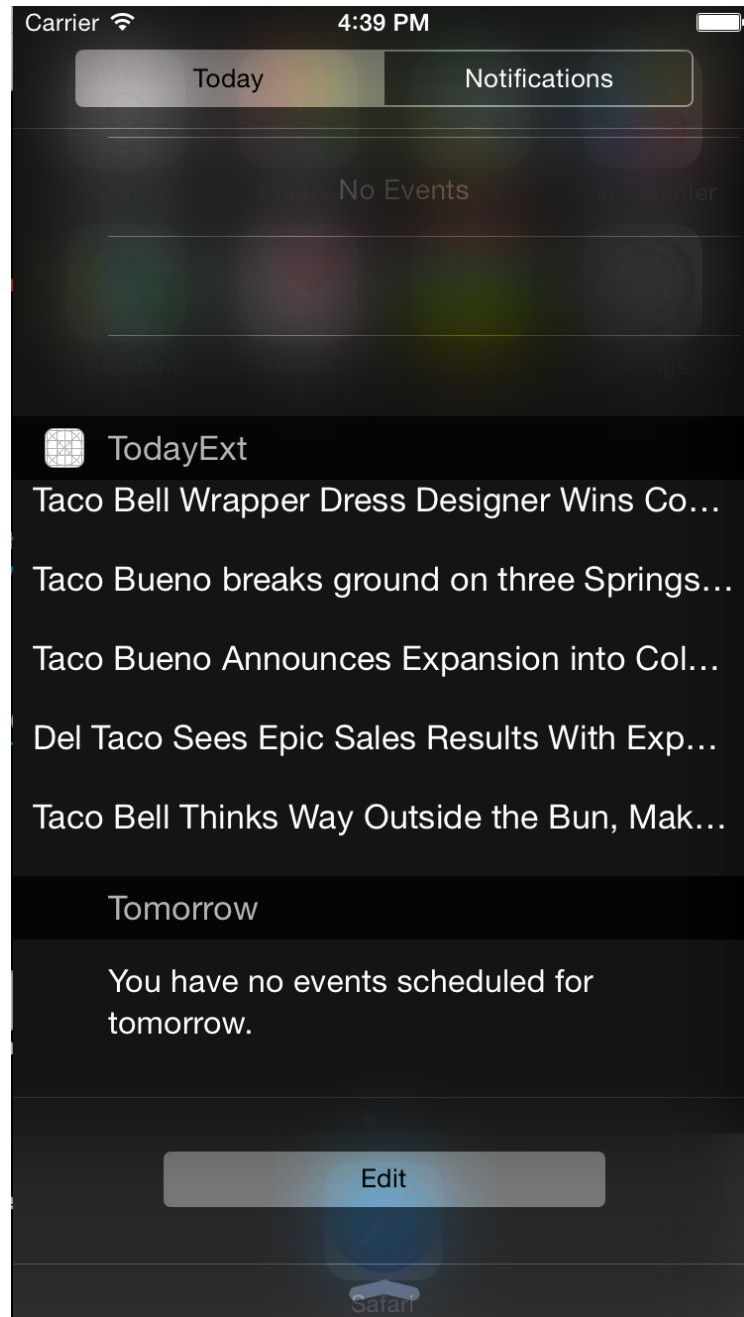 Carrier
4:39 PM
Today
Notifications
No Events
TodayExt
Taco Bell Wrapper Dress Designer Wins Co...
Taco Bueno breaks ground on three Springs...
Taco Bueno Announces Expansion into Col...
Del Taco Sees Epic Sales Results With Exp...
Taco Bell Thinks Way Outside the Bun, Mak...
Tomorrow
You have no events scheduled for
tomorrow.
Edit
Safari